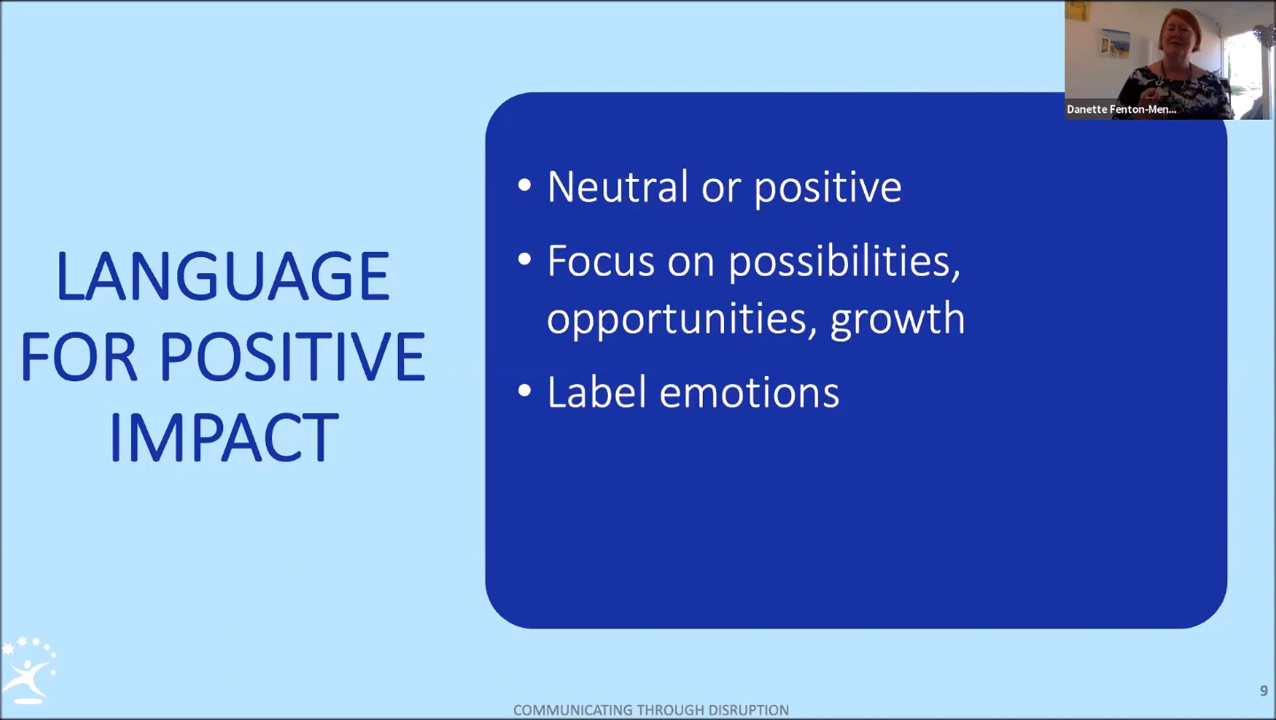 LANGUAGE
FOR POSITIVE
IMPACT
• Neutral or positive
• Focus on possibilities,
opportunities, growth
• Label emotions
Danette Fenton-Men...
COMMUNICATING THROUGH DISRUPTION
9